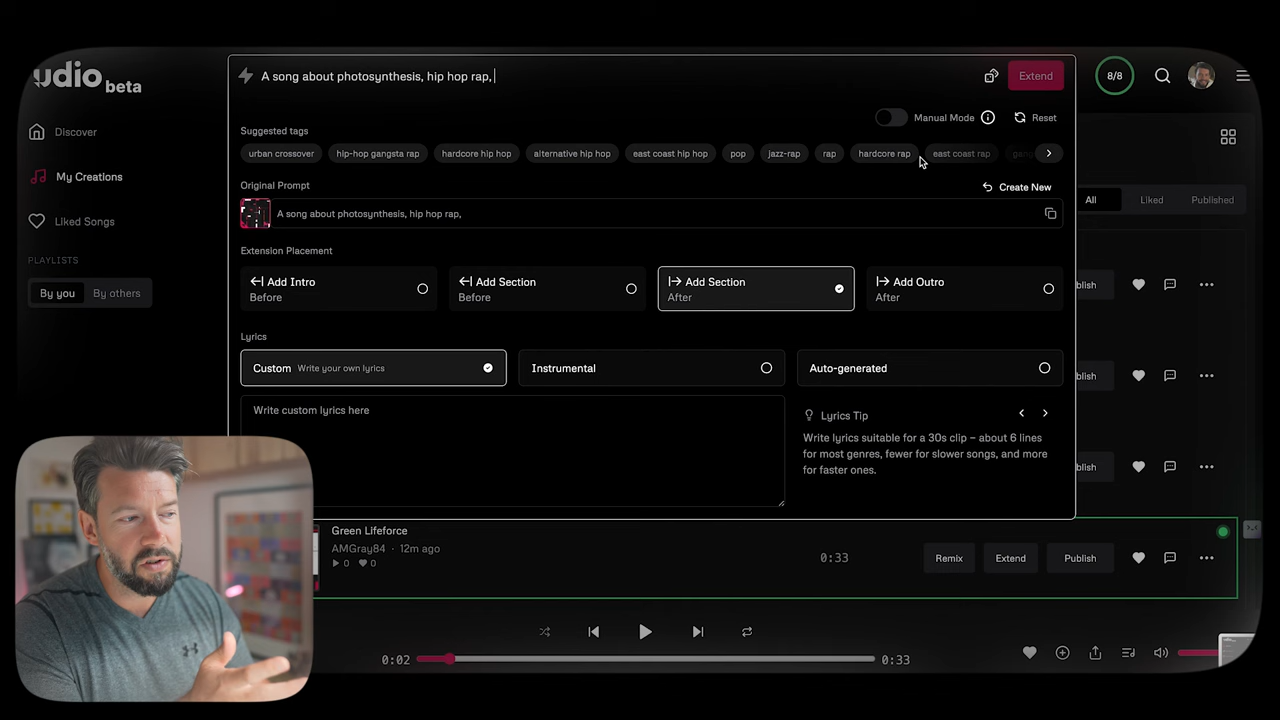 udio beta
A song about photosynthesis, hip hop rap,
Extend
8/8
Manual Mode
Reset
Suggested tags
urban crossover
hip-hop gangsta rap
hardcore hip hop
alternative hip hop
east coast hip hop
pop
jazz-rap
rap
hardcore rap
east coast rap
Discover
My Creations
Liked Songs
PLAYLISTS
By you
By others
Original Prompt
Create New
A song about photosynthesis, hip hop rap,
All
Liked
Published
Extension Placement
Add Intro
Before
Add Section
Before
Add Section
After
Add Outro
After
blish
Lyrics
Custom Write your own lyrics
Instrumental
Auto-generated
blish
Write custom lyrics here
Lyrics Tip
Write lyrics suitable for a 30s clip – about 6 lines
for most genres, fewer for slower songs, and more
for faster ones.
blish
Green Lifeforce
AMGray84 · 12m ago
0 0
0:33
Remix
Extend
Publish
0:02
0:33